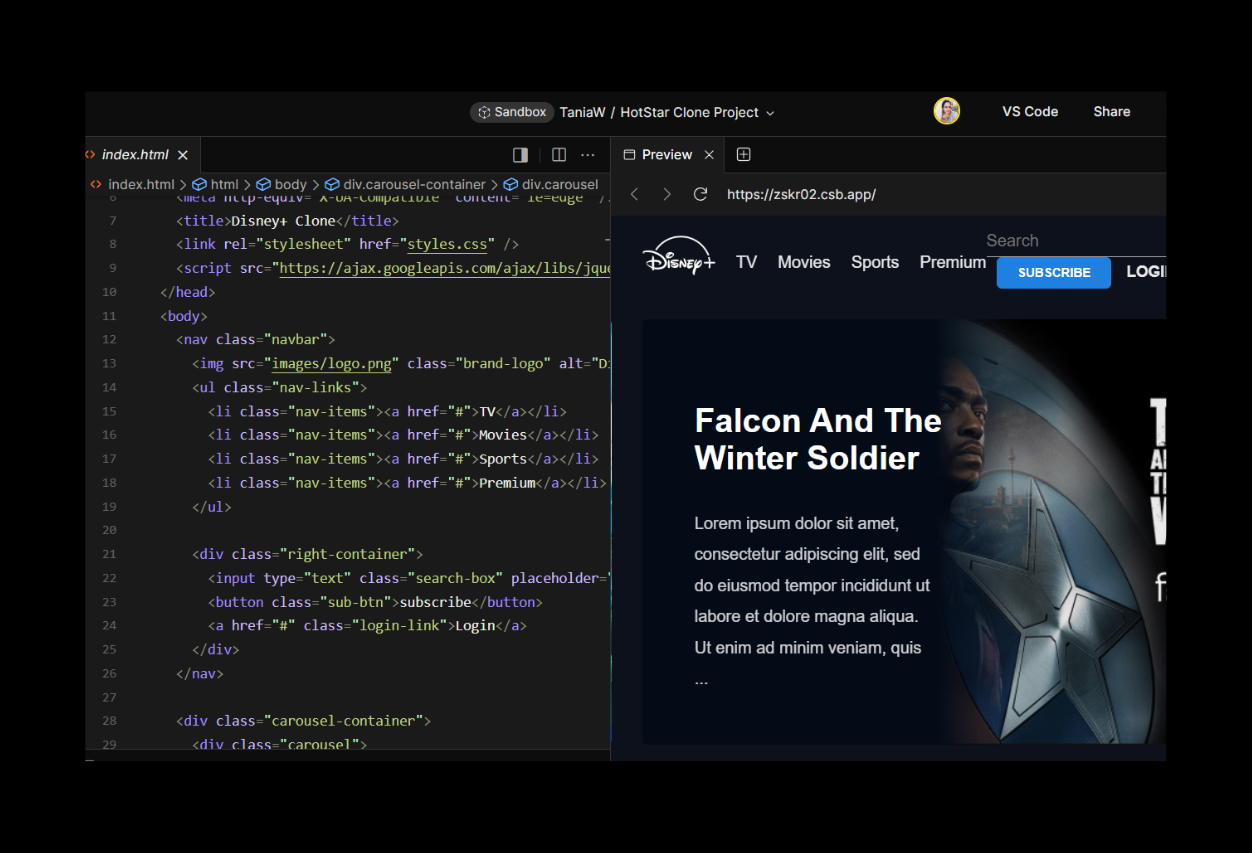 Sandbox TaniaW / HotStar Clone Project VS Code Share
index.html
index.html > html > body > div.carousel-container > div.carousel
6 <meta http-equiv="X-UA-Compatible" content="ie=edge" /
7 <title>Disney+ Clone</title>
8 <link rel="stylesheet" href="styles.css" />
9 <script src="https://ajax.googleapis.com/ajax/libs/jque
10 </head>
11 <body>
12 <nav class="navbar">
13 <img src="images/logo.png" class="brand-logo" alt="Di
14 <ul class="nav-links">
15 <li class="nav-items"><a href="#">TV</a></li>
16 <li class="nav-items"><a href="#">Movies</a></li>
17 <li class="nav-items"><a href="#">Sports</a></li>
18 <li class="nav-items"><a href="#">Premium</a></li>
19 </ul>
20
21 <div class="right-container">
22 <input type="text" class="search-box" placeholder="
23 <button class="sub-btn">subscribe</button>
24 <a href="#" class="login-link">Login</a>
25 </div>
26 </nav>
27
28 <div class="carousel-container">
29 <div class="carousel">
Preview
https://zskr02.csb.app/
Disney+ TV Movies Sports Premium
Search
SUBSCRIBE LOGI
Falcon And The
Winter Soldier
Lorem ipsum dolor sit amet,
consectetur adipiscing elit, sed
do eiusmod tempor incididunt ut
labore et dolore magna aliqua.
Ut enim ad minim veniam, quis
...